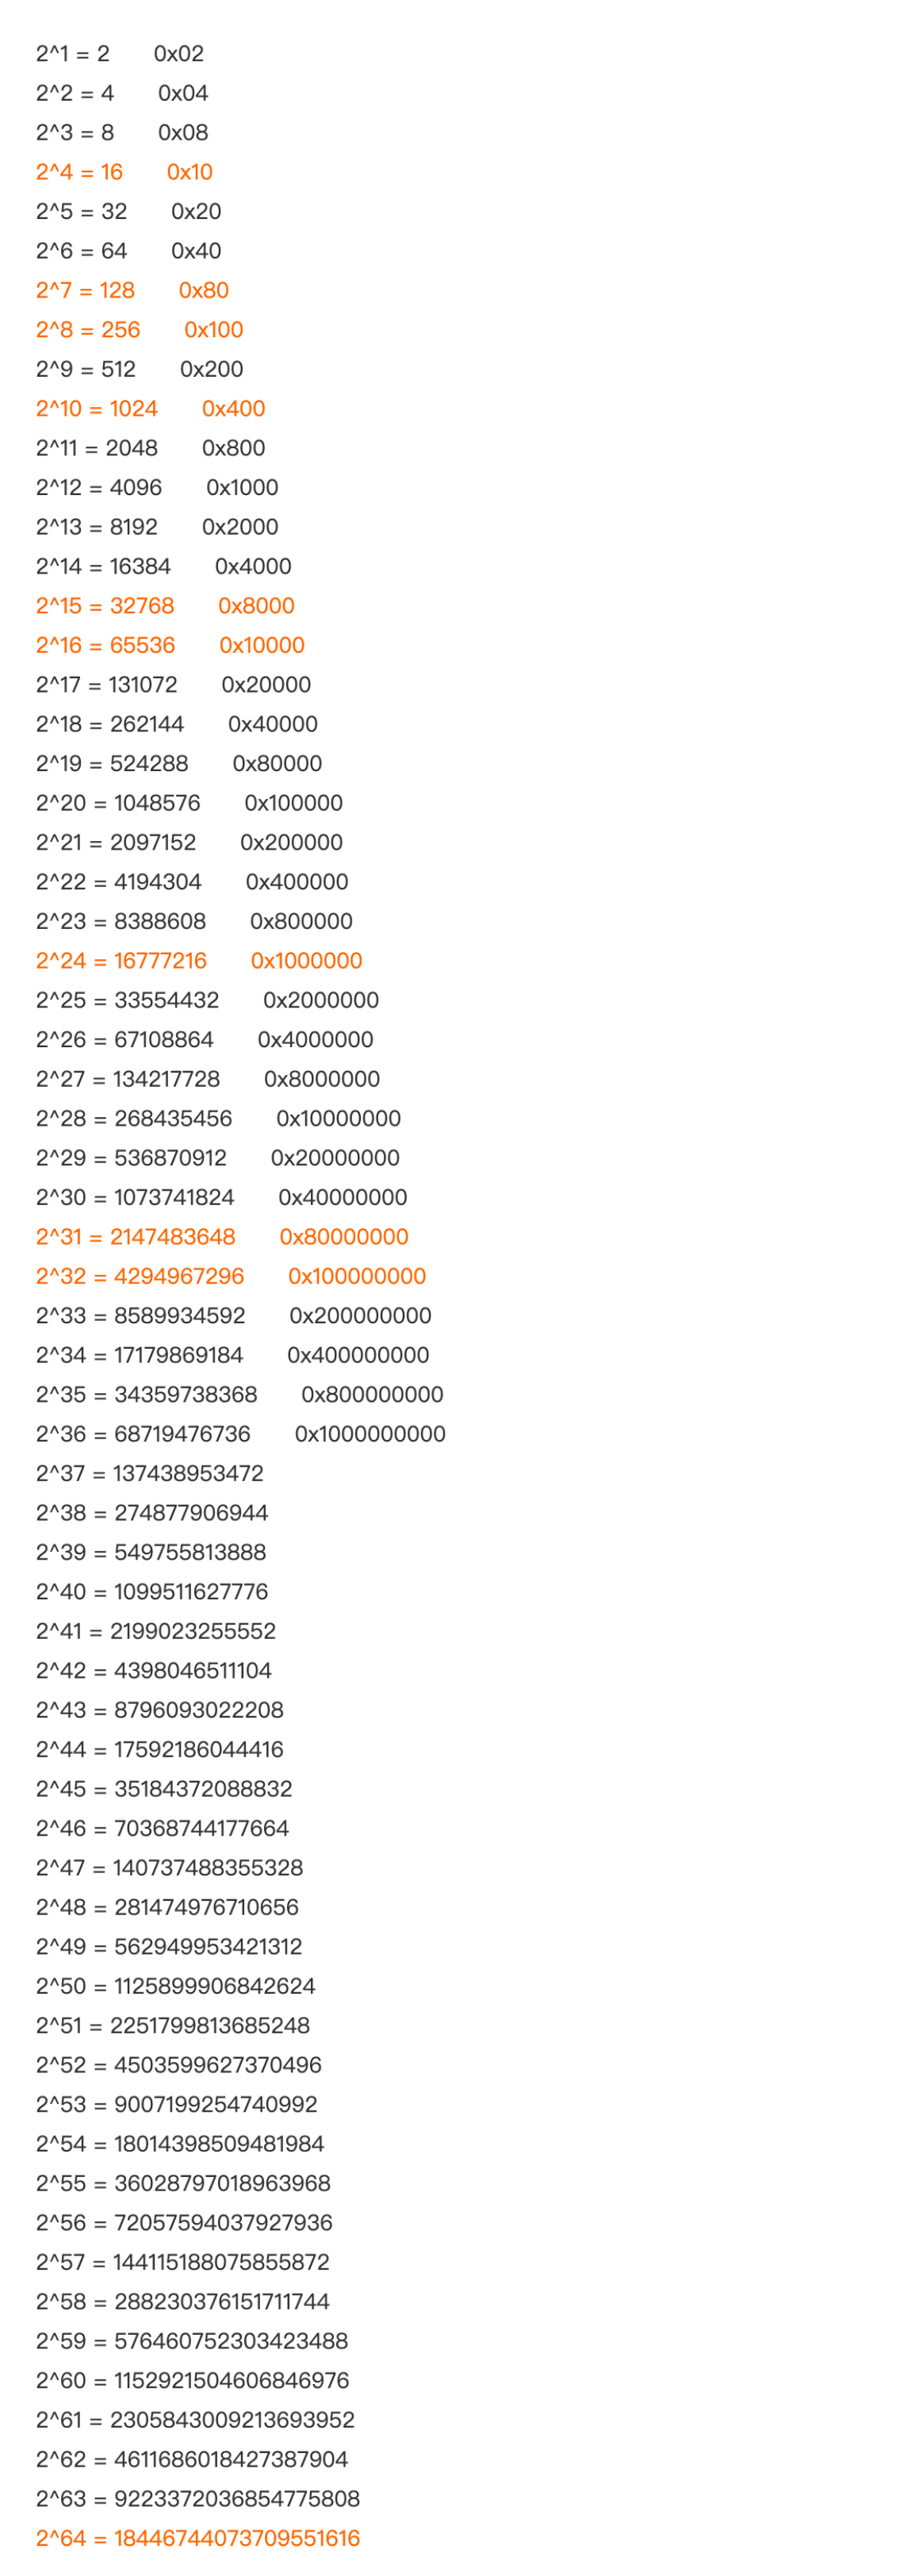 2^1 = 2 0x02
2^2 = 4 0x04
2^3 = 8 0x08
2^4 = 16 0x10
2^5 = 32 0x20
2^6 = 64 0x40
2^7 = 128 0x80
2^8 = 256 0x100
2^9 = 512 0x200
2^10 = 1024 0x400
2^11 = 2048 0x800
2^12 = 4096 0x1000
2^13 = 8192 0x2000
2^14 = 16384 0x4000
2^15 = 32768 0x8000
2^16 = 65536 0x10000
2^17 = 131072 0x20000
2^18 = 262144 0x40000
2^19 = 524288 0x80000
2^20 = 1048576 0x100000
2^21 = 2097152 0x200000
2^22 = 4194304 0x400000
2^23 = 8388608 0x800000
2^24 = 16777216 0x1000000
2^25 = 33554432 0x2000000
2^26 = 67108864 0x4000000
2^27 = 134217728 0x8000000
2^28 = 268435456 0x10000000
2^29 = 536870912 0x20000000
2^30 = 1073741824 0x40000000
2^31 = 2147483648 0x80000000
2^32 = 4294967296 0x100000000
2^33 = 8589934592 0x200000000
2^34 = 17179869184 0x400000000
2^35 = 34359738368 0x800000000
2^36 = 68719476736 0x1000000000
2^37 = 137438953472
2^38 = 274877906944
2^39 = 549755813888
2^40 = 1099511627776
2^41 = 2199023255552
2^42 = 4398046511104
2^43 = 8796093022208
2^44 = 17592186044416
2^45 = 35184372088832
2^46 = 70368744177664
2^47 = 140737488355328
2^48 = 281474976710656
2^49 = 562949953421312
2^50 = 1125899906842624
2^51 = 2251799813685248
2^52 = 4503599627370496
2^53 = 9007199254740992
2^54 = 18014398509481984
2^55 = 36028797018963968
2^56 = 72057594037927936
2^57 = 144115188075855872
2^58 = 288230376151711744
2^59 = 576460752303423488
2^60 = 1152921504606846976
2^61 = 2305843009213693952
2^62 = 4611686018427387904
2^63 = 9223372036854775808
2^64 = 18446744073709551616